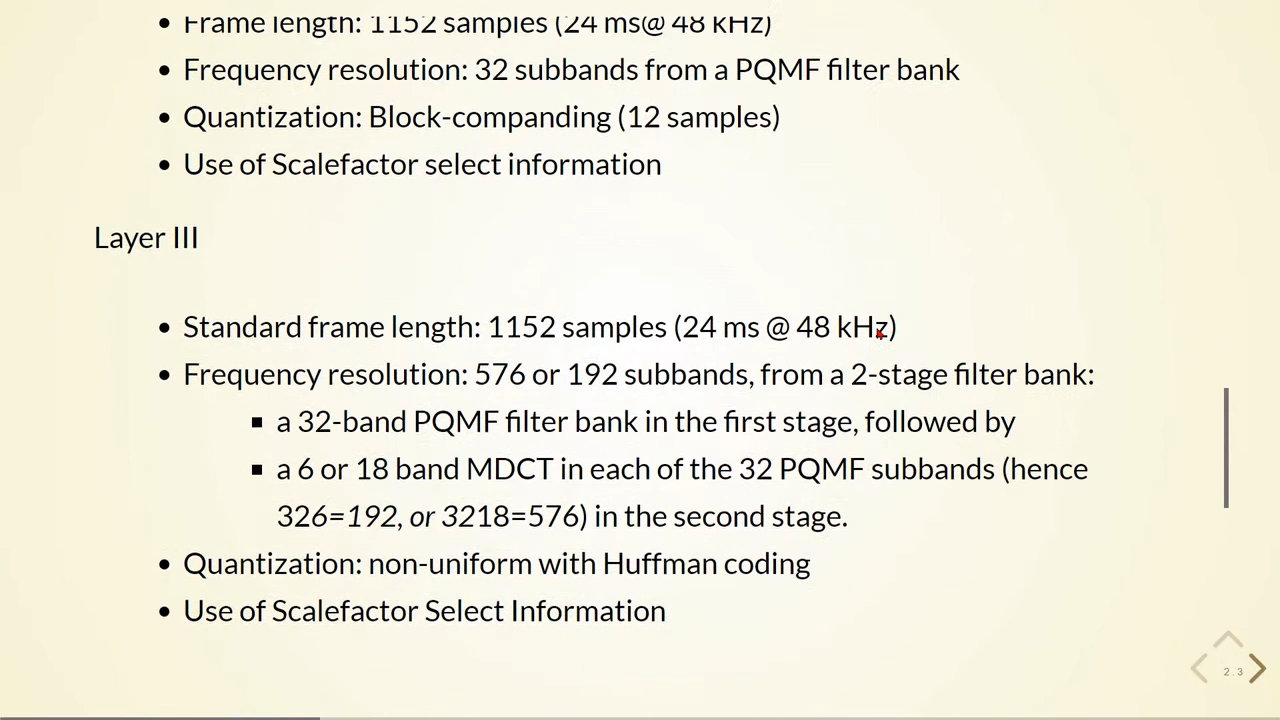 Frame length: 1152 samples (24 ms@ 48 kHz)
• Frequency resolution: 32 subbands from a PQMF filter bank
• Quantization: Block-companding (12 samples)
• Use of Scalefactor select information
Layer III
• Standard frame length: 1152 samples (24 ms @ 48 kHz)
• Frequency resolution: 576 or 192 subbands, from a 2-stage filter bank:
▪ a 32-band PQMF filter bank in the first stage, followed by
▪ a 6 or 18 band MDCT in each of the 32 PQMF subbands (hence
326=192, or 3218=576) in the second stage.
• Quantization: non-uniform with Huffman coding
• Use of Scalefactor Select Information
2.3